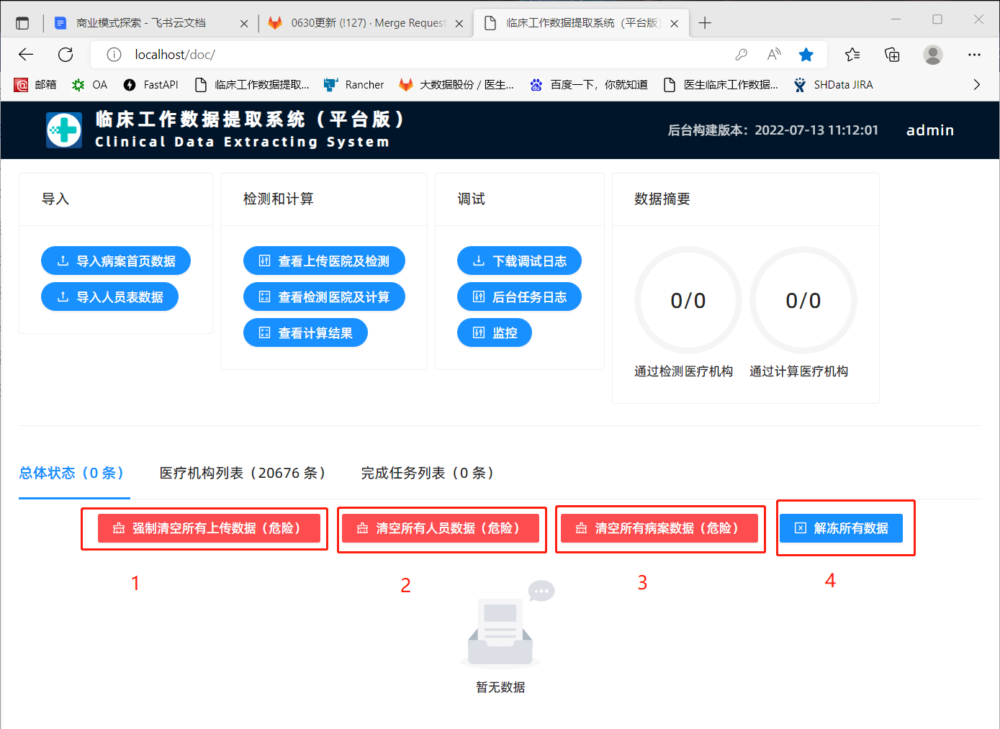 商业模式探索 - 飞书云文档
0630更新 (!127) · Merge Request
临床工作数据提取系统（平台版）
localhost/doc/
邮箱
OA
FastAPI
临床工作数据提取...
Rancher
大数据股份 / 医生...
百度一下，你就知道
医生临床工作数据...
SHData JIRA
临床工作数据提取系统（平台版）
Clinical Data Extracting System
后台构建版本：2022-07-13 11:12:01
admin
导入
检测和计算
调试
数据摘要
导入病案首页数据
导入人员表数据
查看上传医院及检测
查看检测医院及计算
查看计算结果
下载调试日志
后台任务日志
监控
0/0
0/0
通过检测医疗机构
通过计算医疗机构
总体状态（0 条）
医疗机构列表（20676 条）
完成任务列表（0 条）
强制清空所有上传数据（危险）
清空所有人员数据（危险）
清空所有病案数据（危险）
解冻所有数据
1
2
3
4
暂无数据